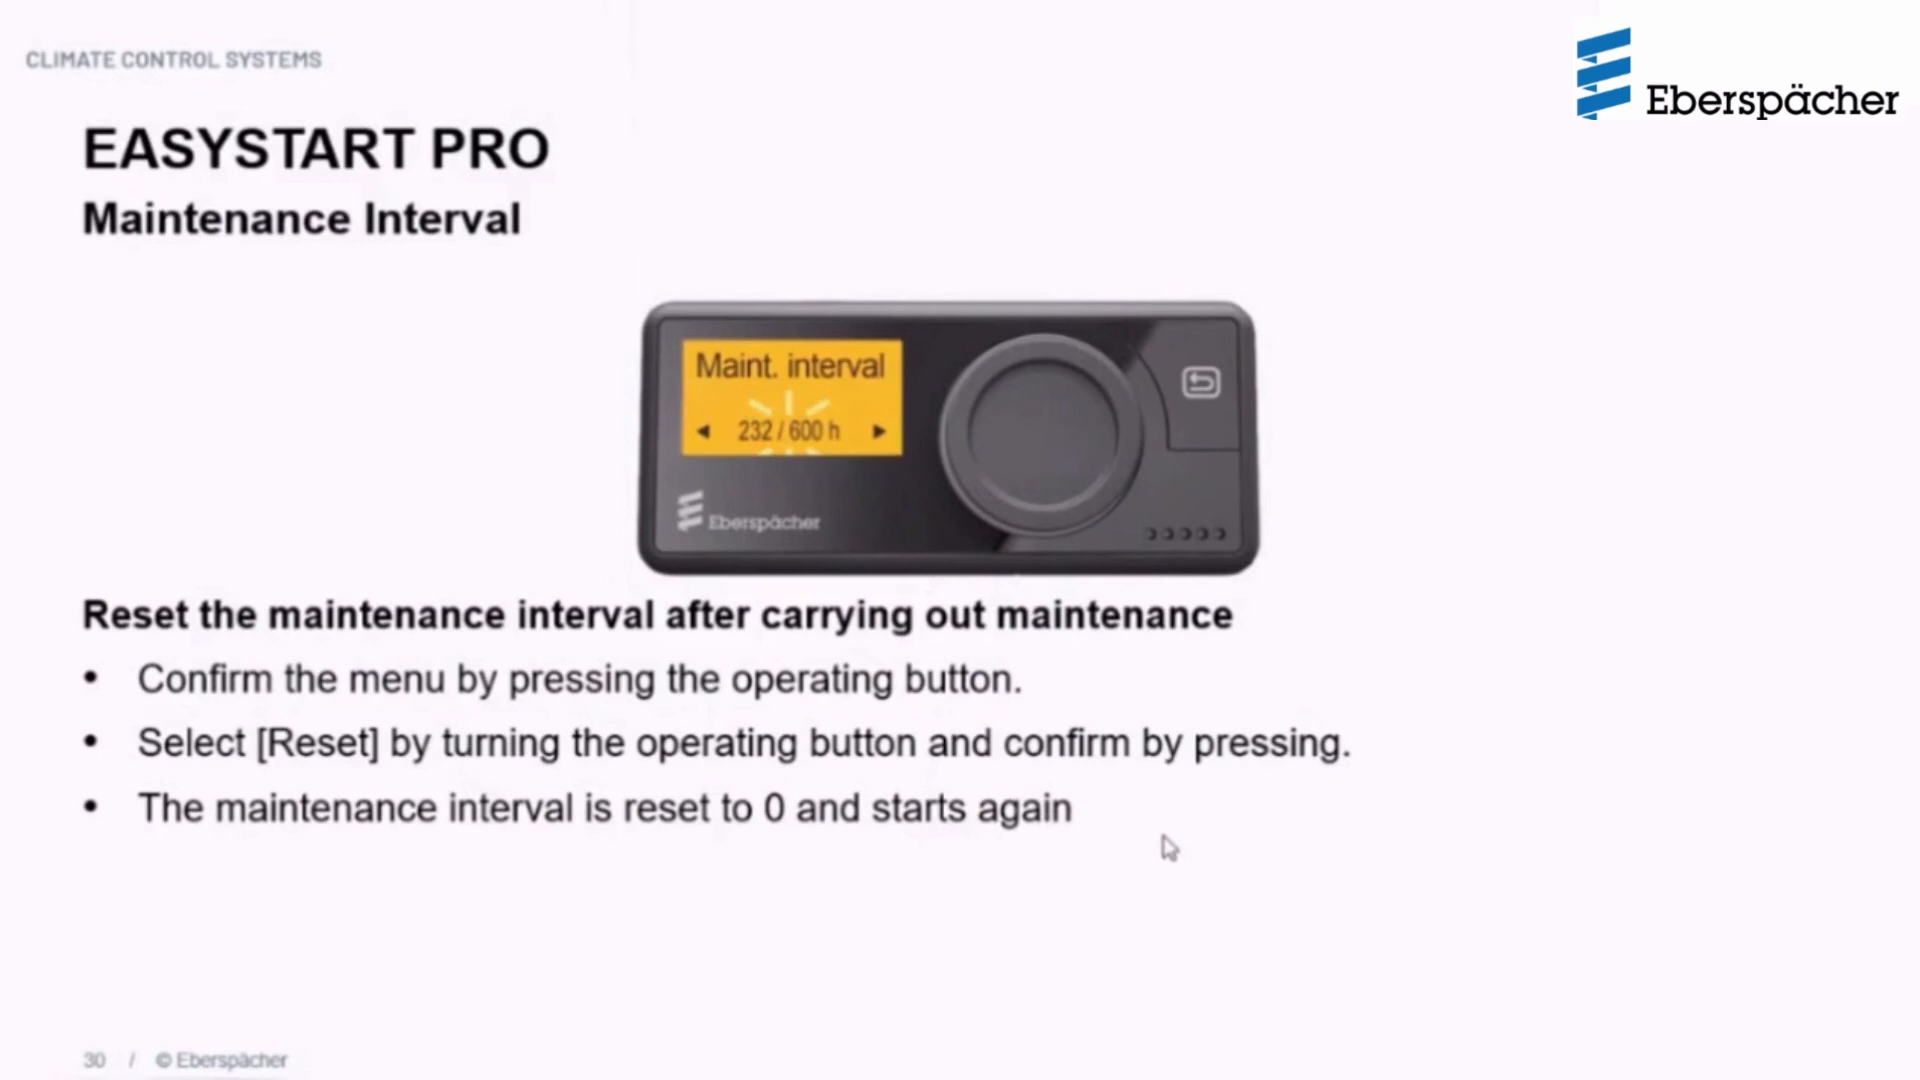 CLIMATE CONTROL SYSTEMS
Eberspächer
EASYSTART PRO
Maintenance Interval
Maint. interval
232 / 600 h
Eberspächer
Reset the maintenance interval after carrying out maintenance
• Confirm the menu by pressing the operating button.
• Select [Reset] by turning the operating button and confirm by pressing.
• The maintenance interval is reset to 0 and starts again
30 / © Eberspächer